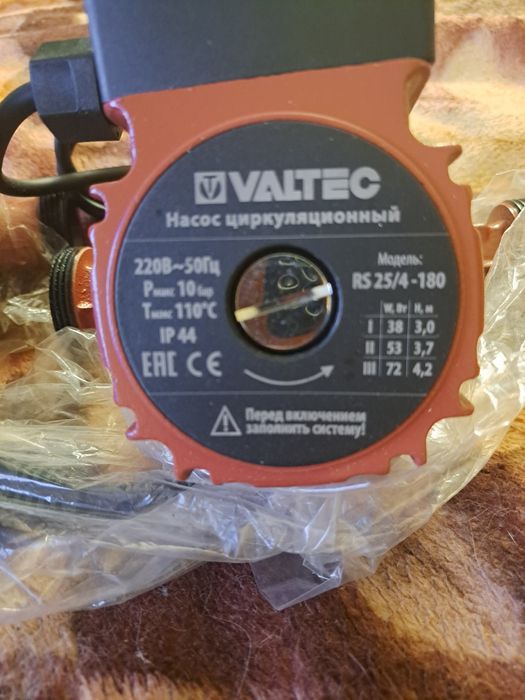 VALTEC
Насос циркуляционный
220В~50Гц
Pмакс 10 бар
Tмакс 110°C
IP 44
EAC CE
Модель:
RS 25/4 -180
W, Вт H, м
I 38 3,0
II 53 3,7
III 72 4,2
Перед включением
заполнить систему!